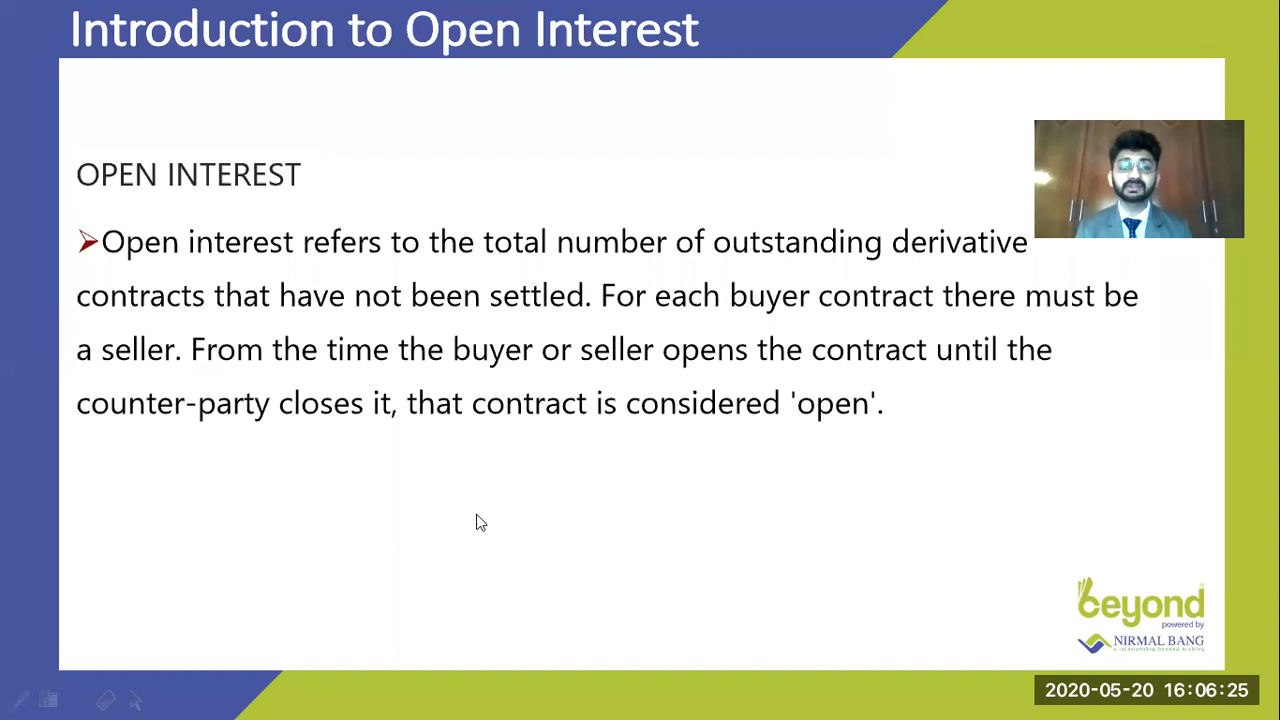 Introduction to Open Interest
OPEN INTEREST
➤Open interest refers to the total number of outstanding derivative
contracts that have not been settled. For each buyer contract there must be
a seller. From the time the buyer or seller opens the contract until the
counter-party closes it, that contract is considered 'open'.
beyond
powered by
NIRMAL BANG
a relationship beyond broking
2020-05-20 16:06:25